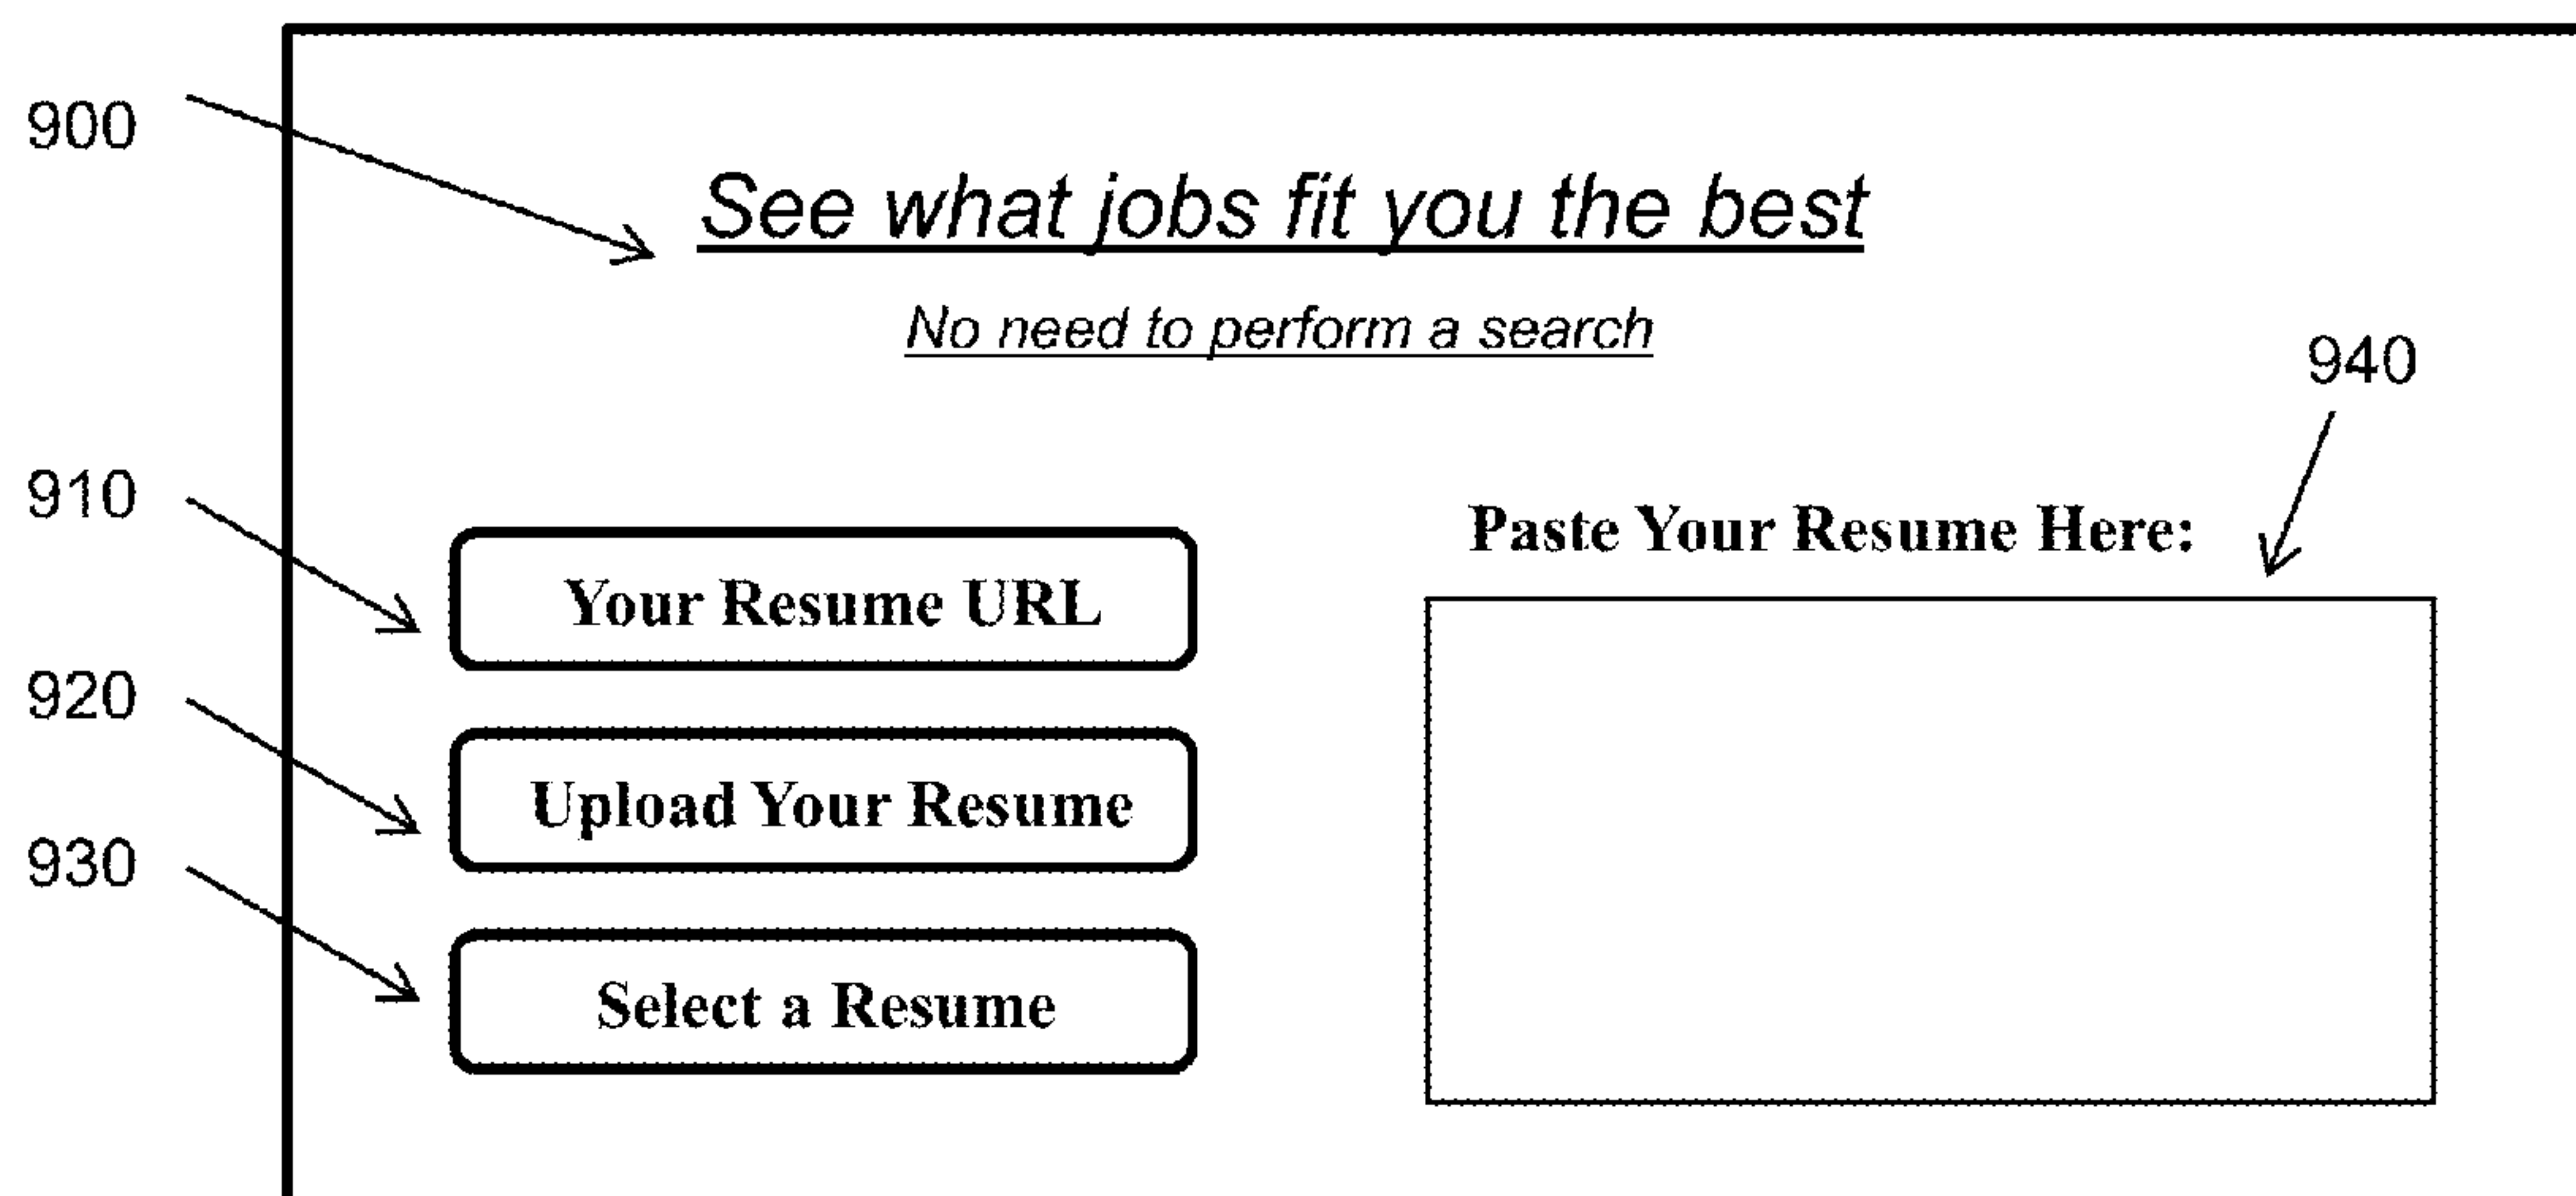 900
See what jobs fit you the best
No need to perform a search
940
910
Paste Your Resume Here:
Your Resume URL
920
Upload Your Resume
930
Select a Resume